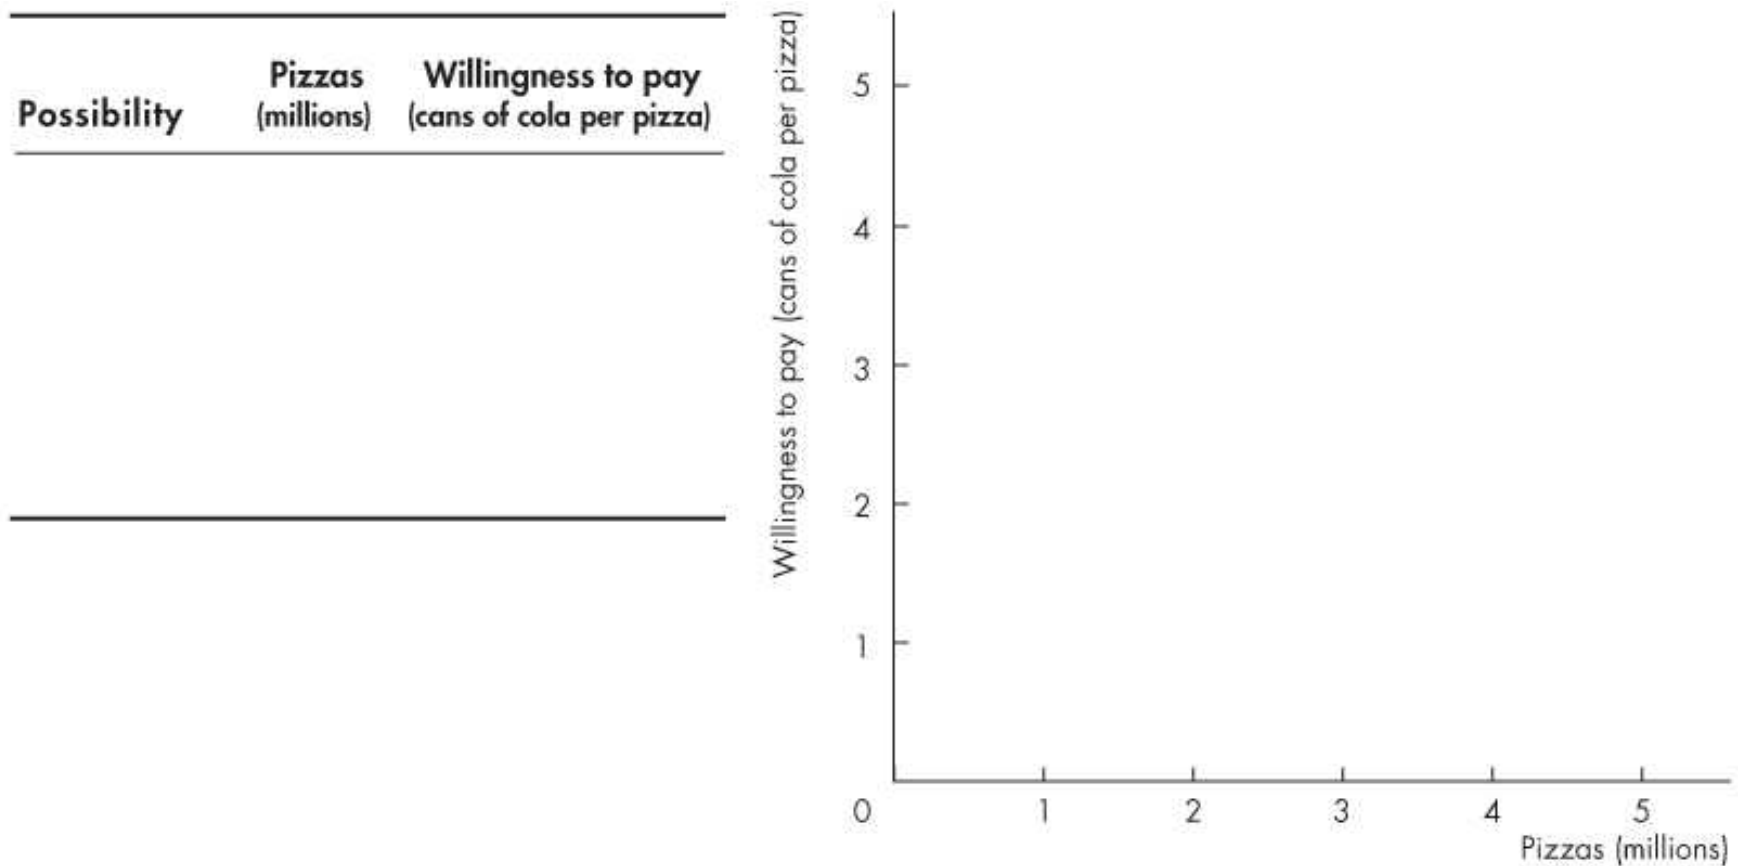 Possibility
Pizzas
(millions)
Willingness to pay
(cans of cola per pizza)
Willingness to pay (cans of cola per pizza)
5
4
3
2
1
0
1
2
3
4
5
Pizzas (millions)